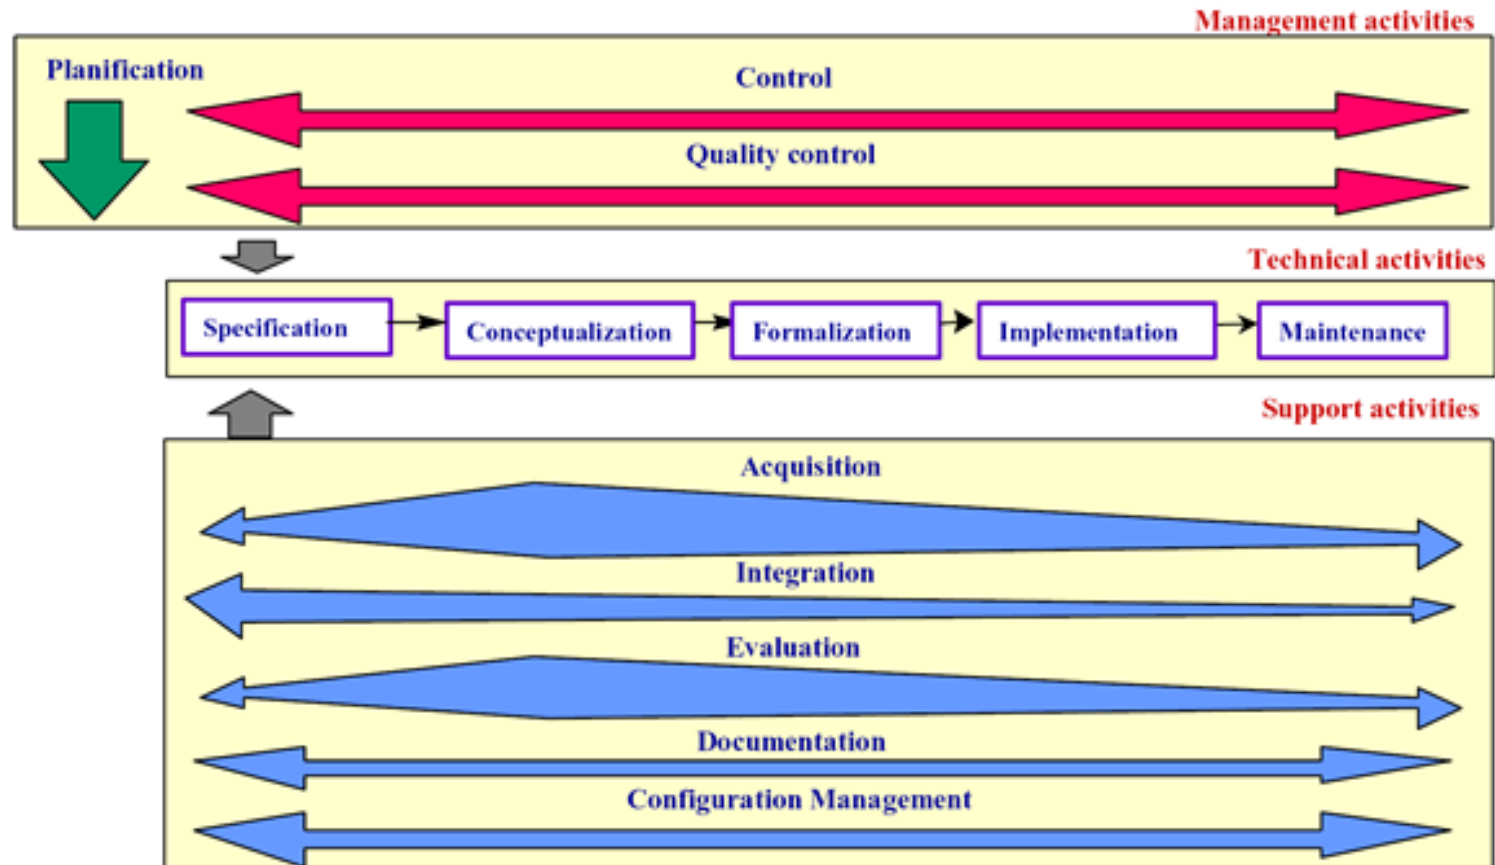 Management activities
Planification
Control
Quality control
Technical activities
Specification
Conceptualization
Formalization
Implementation
Maintenance
Support activities
Acquisition
Integration
Evaluation
Documentation
Configuration Management